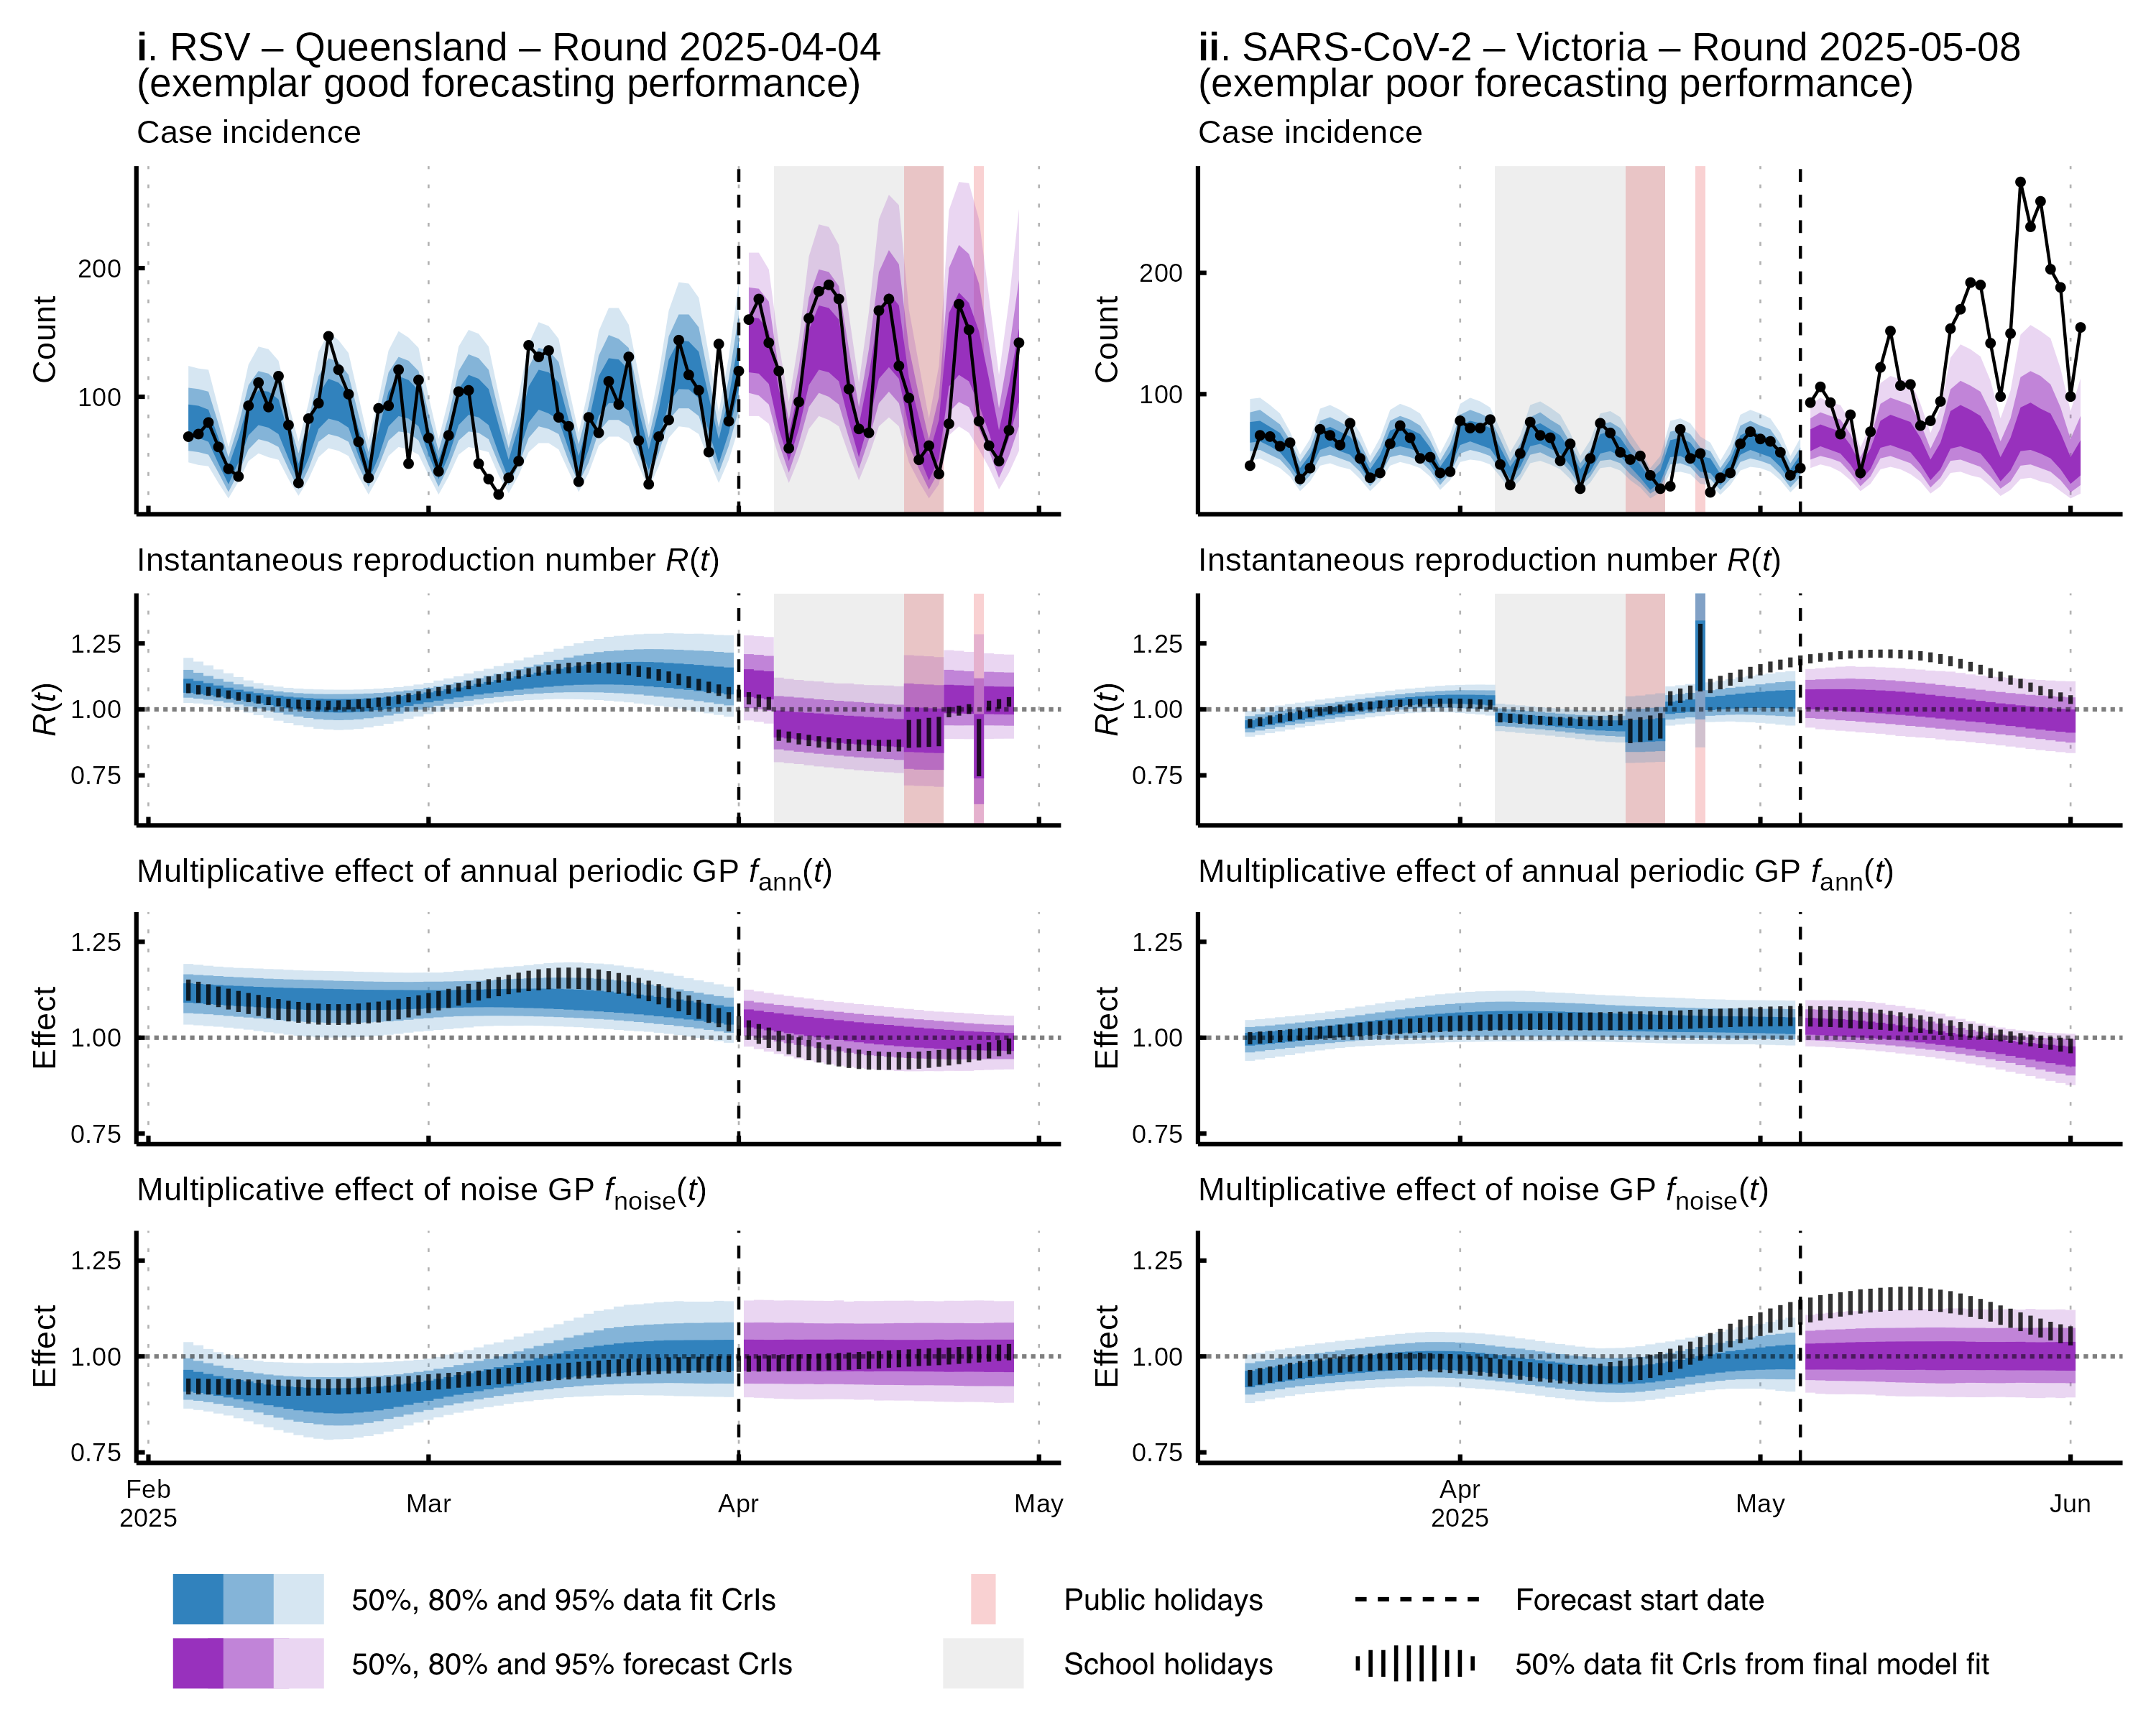 i. RSV – Queensland – Round 2025-04-04
(exemplar good forecasting performance)
Case incidence
200
100
Count
Instantaneous reproduction number R(t)
1.25
1.00
0.75
R(t)
Multiplicative effect of annual periodic GP fann(t)
1.25
1.00
0.75
Effect
Multiplicative effect of noise GP fnoise(t)
1.25
1.00
0.75
Effect
Feb
2025
Mar
Apr
May
ii. SARS-CoV-2 – Victoria – Round 2025-05-08
(exemplar poor forecasting performance)
Case incidence
200
100
Count
Instantaneous reproduction number R(t)
1.25
1.00
0.75
R(t)
Multiplicative effect of annual periodic GP fann(t)
1.25
1.00
0.75
Effect
Multiplicative effect of noise GP fnoise(t)
1.25
1.00
0.75
Effect
Apr
2025
May
Jun
50%, 80% and 95% data fit CrIs
50%, 80% and 95% forecast CrIs
Public holidays
School holidays
Forecast start date
50% data fit CrIs from final model fit